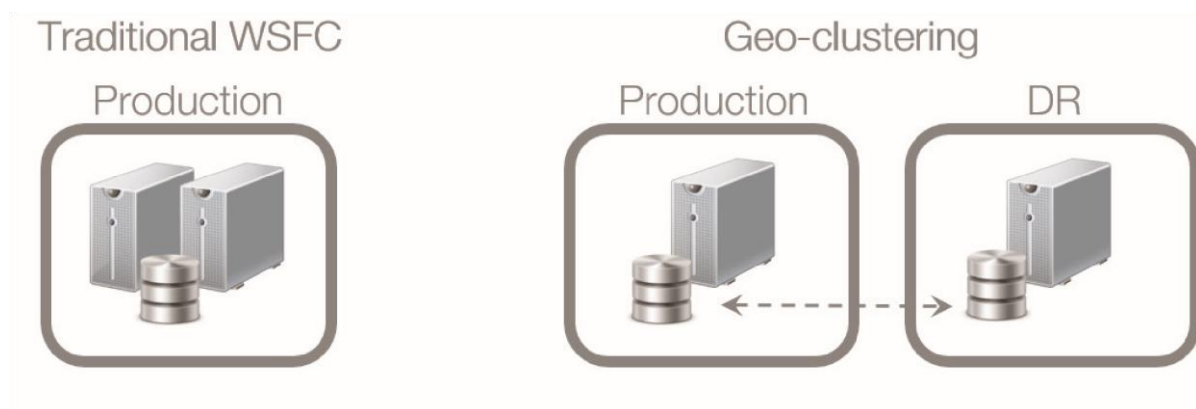 Traditional WSFC
Geo-clustering
Production
Production
DR